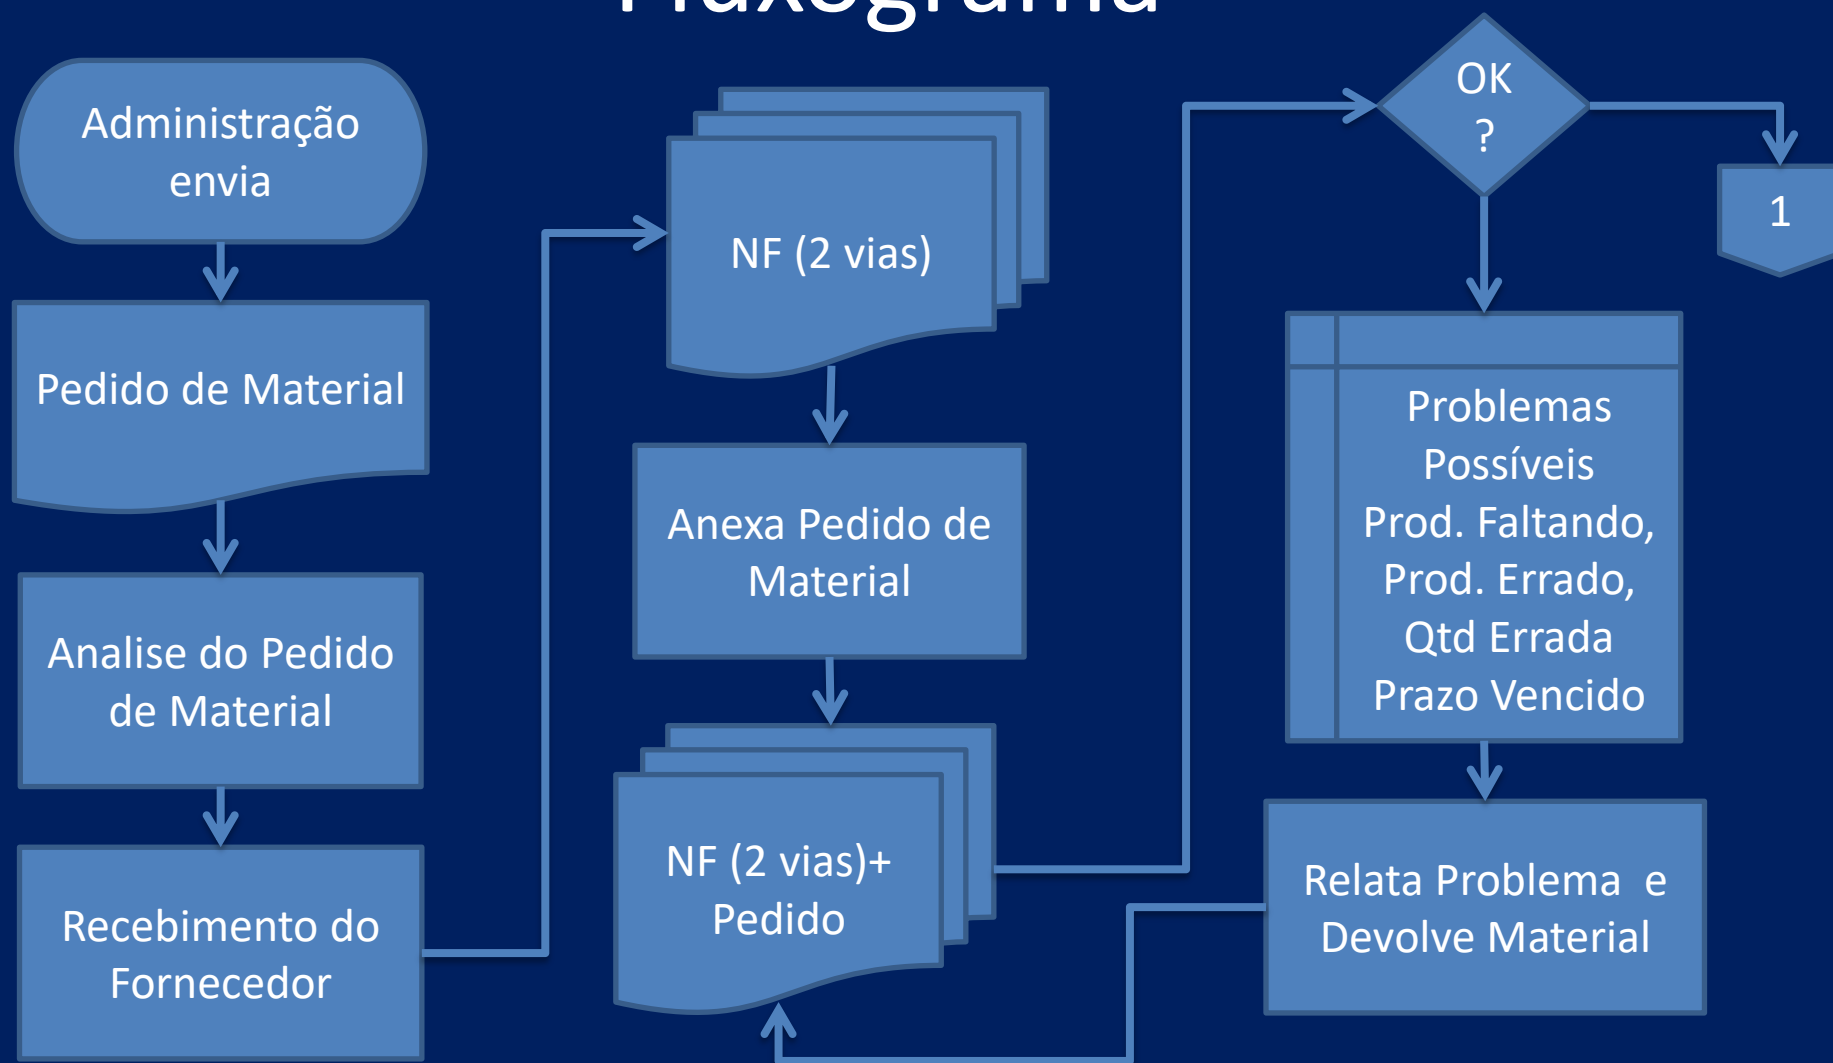 Fluxograma
Administração
envia
Pedido de Material
Analise do Pedido
de Material
Recebimento do
Fornecedor
NF (2 vias)
Anexa Pedido de
Material
NF (2 vias)+
Pedido
OK
?
1
Problemas
Possíveis
Prod. Faltando,
Prod. Errado,
Qtd Errada
Prazo Vencido
Relata Problema e
Devolve Material